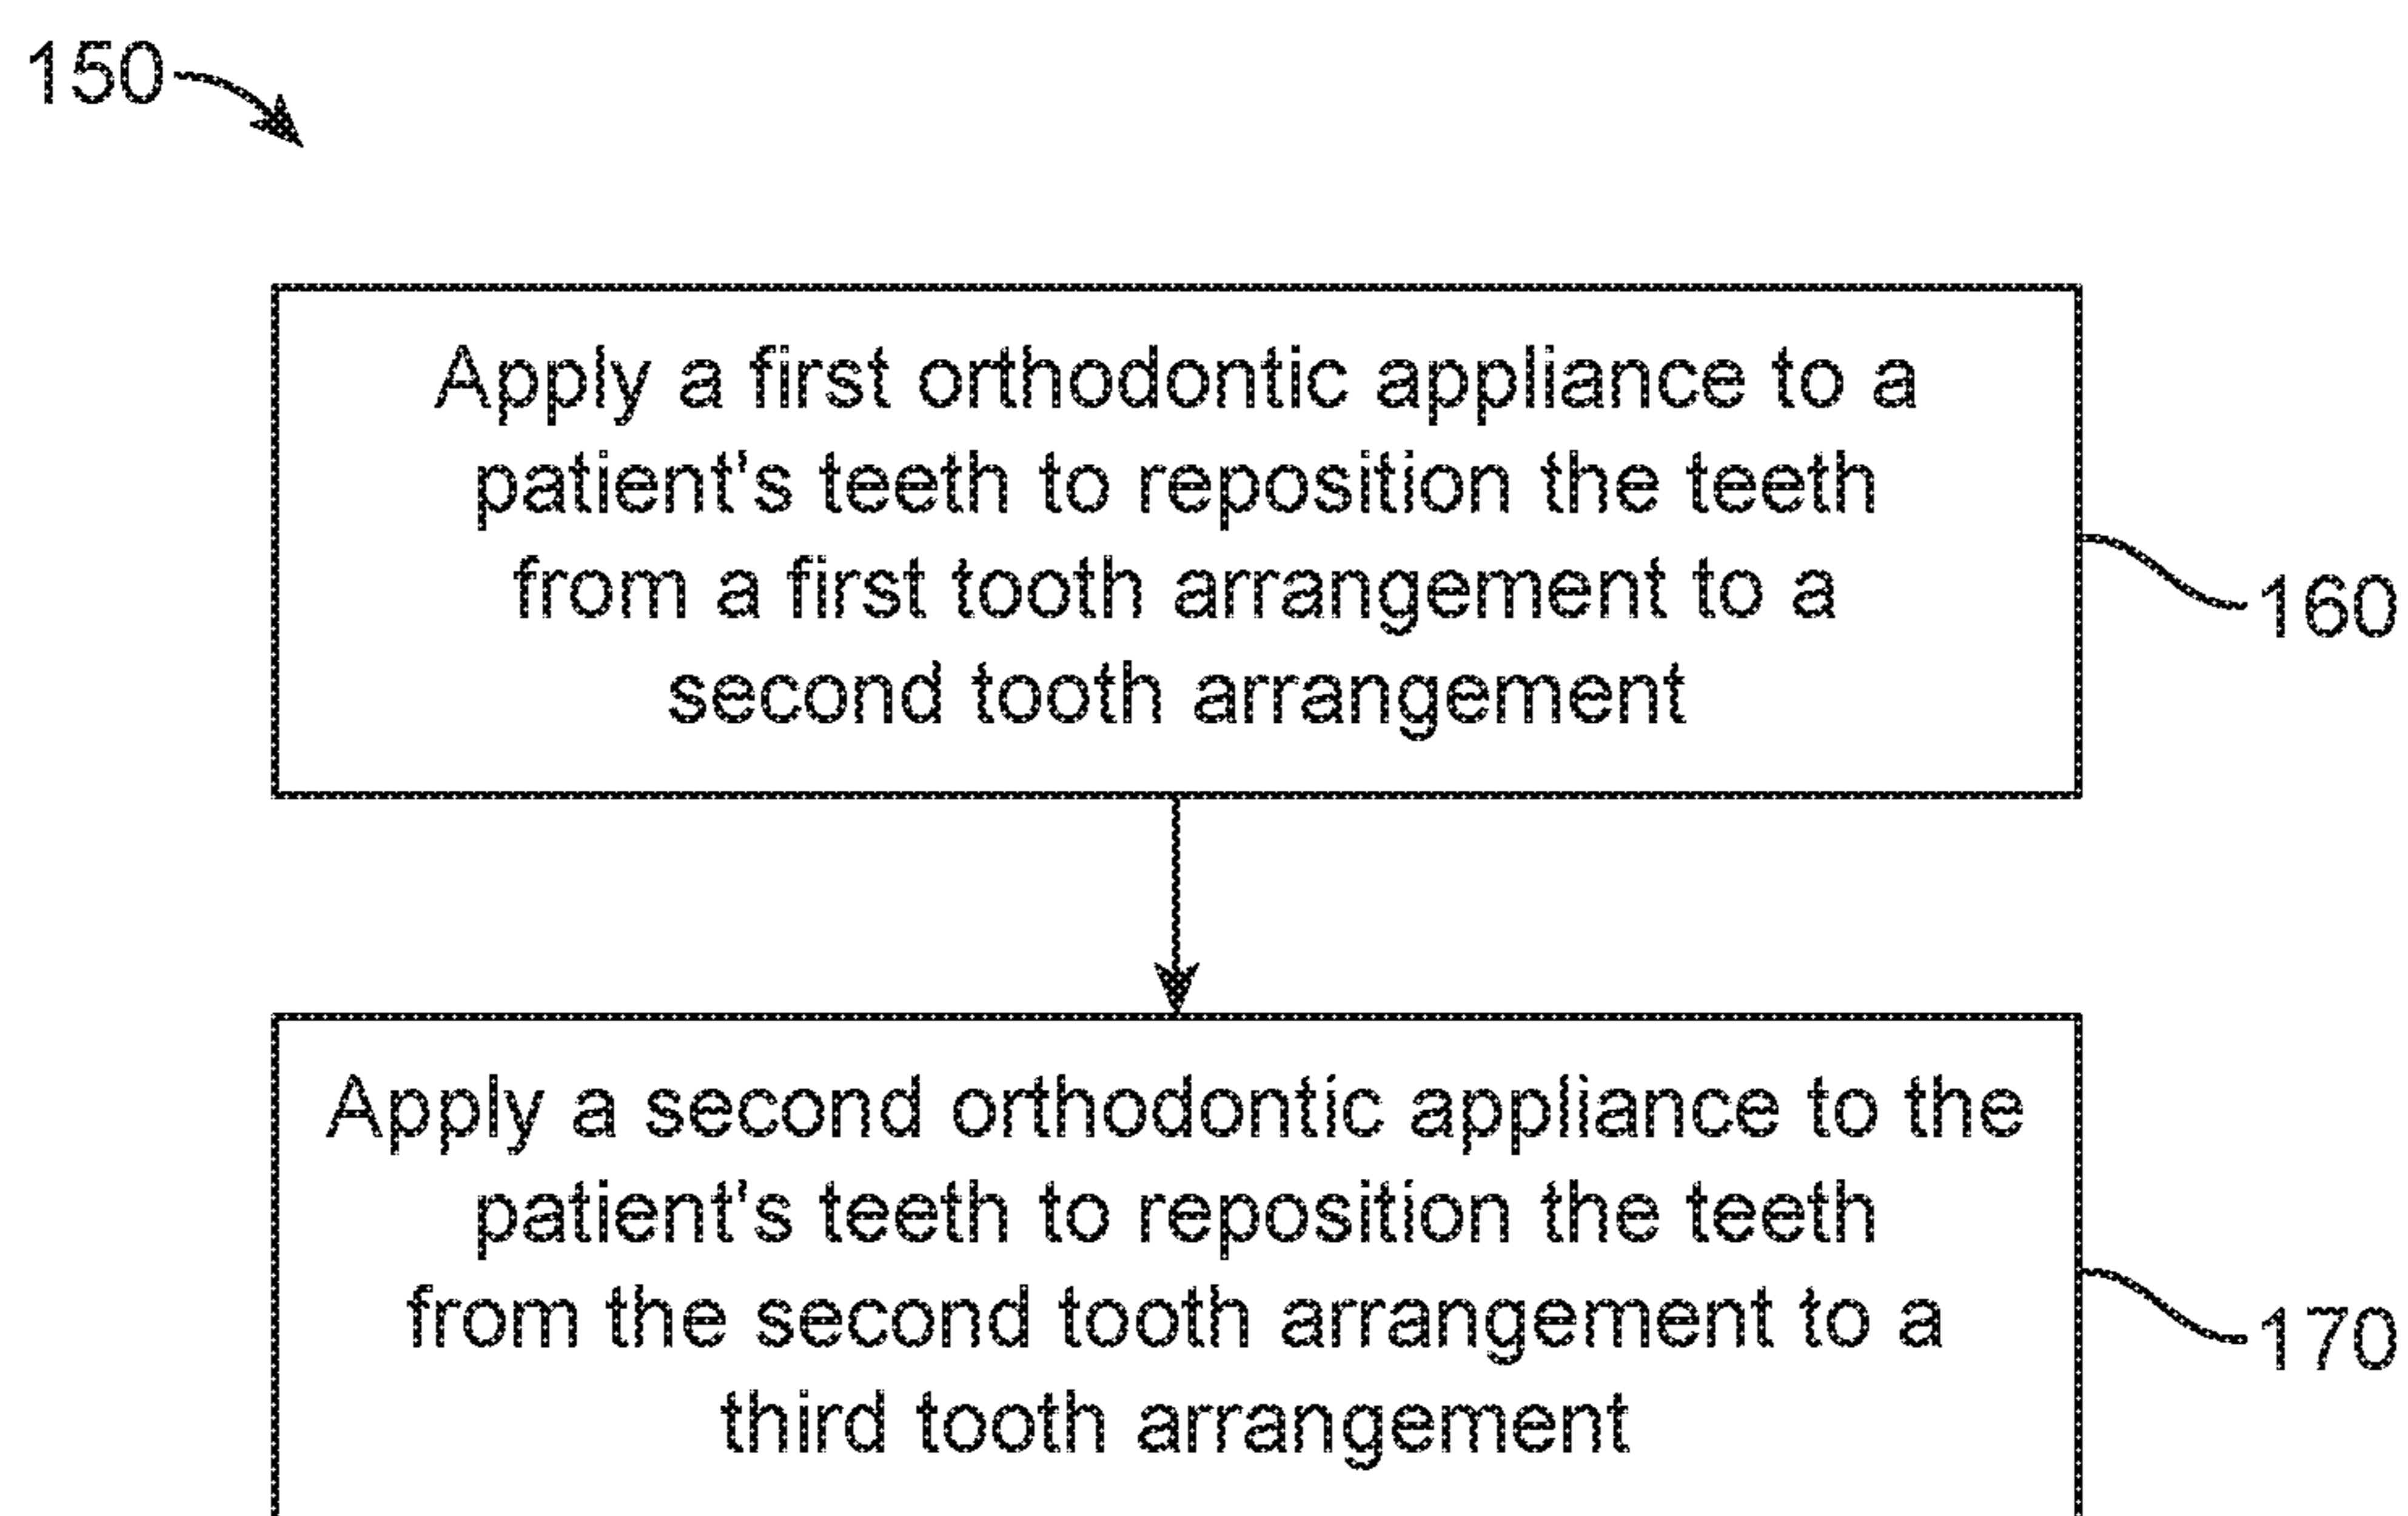 150
Apply a first orthodontic appliance to a
patient's teeth to reposition the teeth
from a first tooth arrangement to a
second tooth arrangement
160
Apply a second orthodontic appliance to the
patient's teeth to reposition the teeth
from the second tooth arrangement to a
third tooth arrangement
170